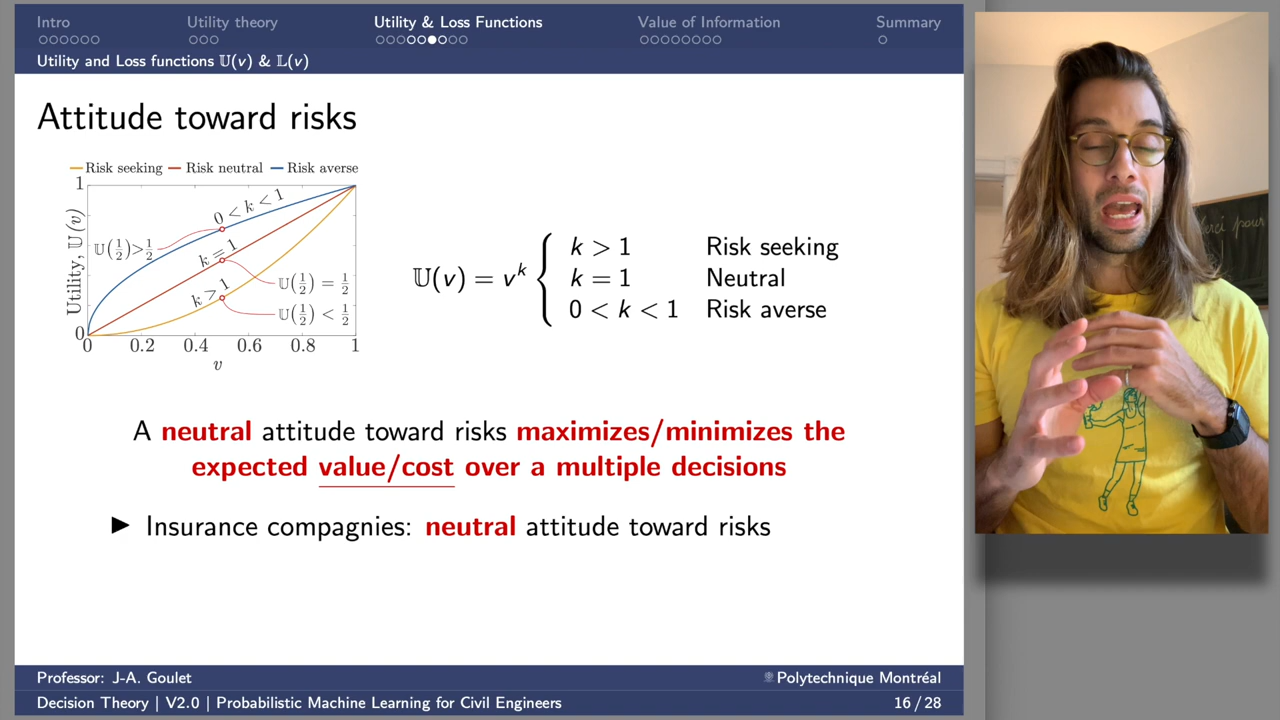 Intro Utility theory Utility & Loss Functions Value of Information Summary
Utility and Loss functions 𝕌(v) & 𝕃(v)
Attitude toward risks
Risk seeking Risk neutral Risk averse
1
0 < k < 1
𝕌(1/2)>1/2
k = 1
𝕌(1/2) = 1/2
k > 1
𝕌(1/2) < 1/2
Utility, 𝕌(v)
0
0 0.2 0.4 0.6 0.8 1
v
k > 1 Risk seeking
𝕌(v) = v^k { k = 1 Neutral
0 < k < 1 Risk averse
A neutral attitude toward risks maximizes/minimizes the
expected value/cost over a multiple decisions
▶ Insurance compagnies: neutral attitude toward risks
Professor: J-A. Goulet Polytechnique Montréal
Decision Theory | V2.0 | Probabilistic Machine Learning for Civil Engineers 16 / 28
pour